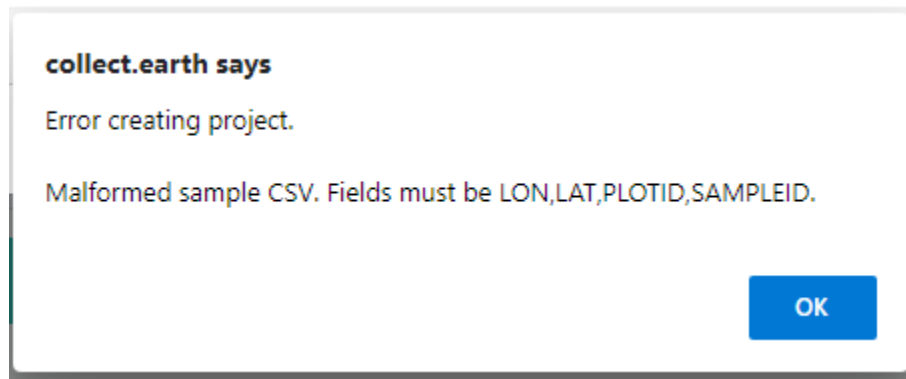 collect.earth says
Error creating project.
Malformed sample CSV. Fields must be LON,LAT,PLOTID,SAMPLEID.
OK